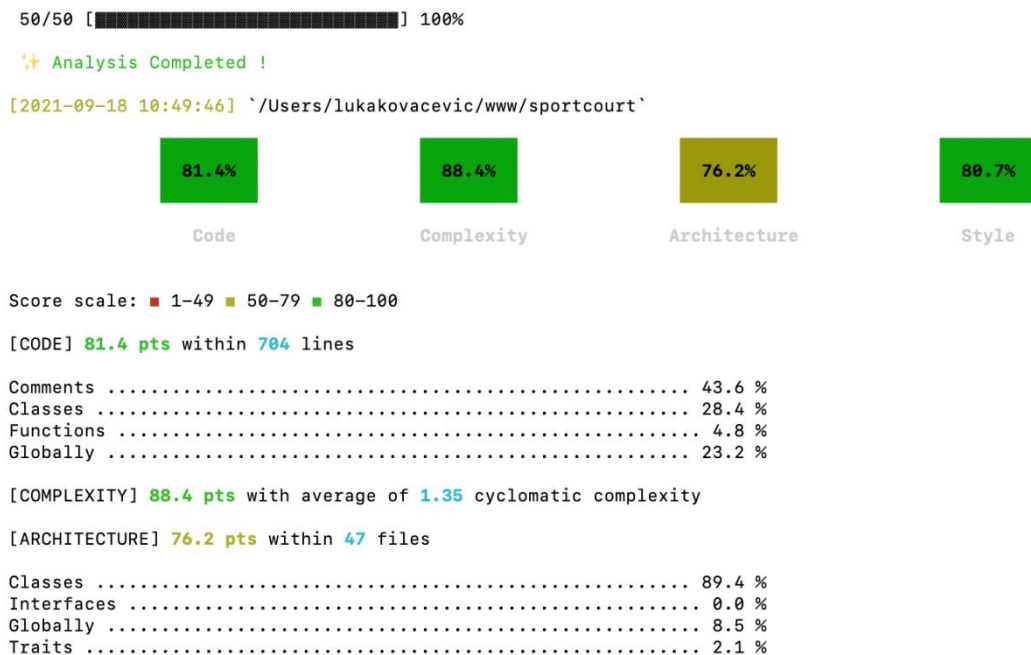 50/50 [▓▓▓▓▓▓▓▓▓▓▓▓▓▓▓▓▓▓▓▓▓▓▓▓▓▓▓▓] 100%
✨ Analysis Completed !
[2021-09-18 10:49:46] `/Users/lukakovacevic/www/sportcourt`
81.4% 88.4% 76.2% 80.7%
Code Complexity Architecture Style
Score scale: ■ 1-49 ■ 50-79 ■ 80-100
[CODE] 81.4 pts within 704 lines
Comments ...................................................... 43.6 %
Classes ....................................................... 28.4 %
Functions ...................................................... 4.8 %
Globally ...................................................... 23.2 %
[COMPLEXITY] 88.4 pts with average of 1.35 cyclomatic complexity
[ARCHITECTURE] 76.2 pts within 47 files
Classes ....................................................... 89.4 %
Interfaces ..................................................... 0.0 %
Globally ....................................................... 8.5 %
Traits ......................................................... 2.1 %